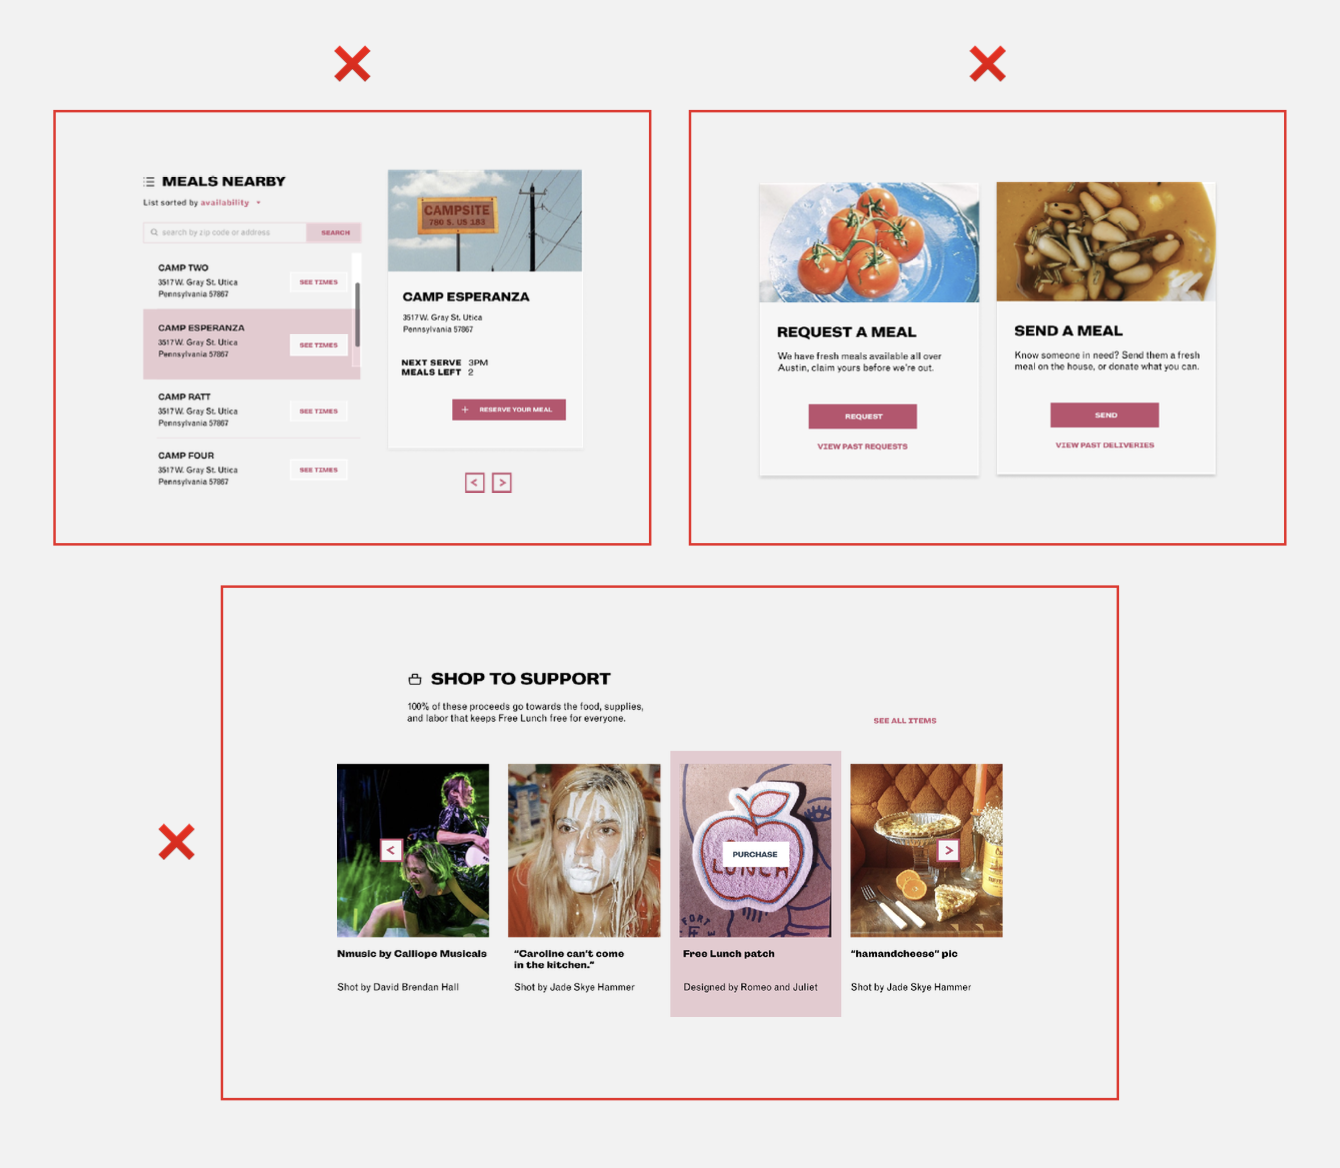 MEALS NEARBY
List sorted by availability
search by zip code or address
SEARCH
CAMP TWO
3517 W. Gray St. Utica
Pennsylvania 57867
SEE TIMES
CAMP ESPERANZA
3517 W. Gray St. Utica
Pennsylvania 57867
SEE TIMES
CAMP RATT
3517 W. Gray St. Utica
Pennsylvania 57867
SEE TIMES
CAMP FOUR
3517 W. Gray St. Utica
Pennsylvania 57867
SEE TIMES
CAMPSITE
780 S. US 183
CAMP ESPERANZA
3517 W. Gray St. Utica
Pennsylvania 57867
NEXT SERVE 3PM
MEALS LEFT 2
+ RESERVE YOUR MEAL
< >
REQUEST A MEAL
We have fresh meals available all over
Austin, claim yours before we're out.
REQUEST
VIEW PAST REQUESTS
SEND A MEAL
Know someone in need? Send them a fresh
meal on the house, or donate what you can.
SEND
VIEW PAST DELIVERIES
SHOP TO SUPPORT
100% of these proceeds go towards the food, supplies,
and labor that keeps Free Lunch free for everyone.
SEE ALL ITEMS
<
Nmusic by Calliope Musicals
Shot by David Brendan Hall
"Caroline can't come
in the kitchen."
Shot by Jade Skye Hammer
PURCHASE
LUNCH
FORT
Free Lunch patch
Designed by Romeo and Juliet
>
"hamandcheese" pic
Shot by Jade Skye Hammer